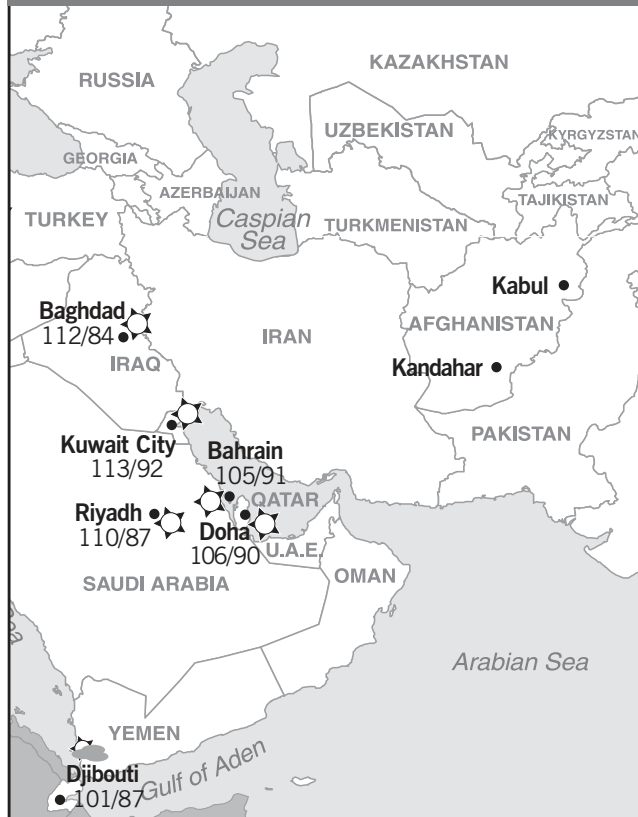 KAZAKHSTAN
RUSSIA
UZBEKISTAN
KYRGYZSTAN
GEORGIA
AZERBAIJAN
TAJIKISTAN
TURKEY
Caspian
Sea
TURKMENISTAN
Kabul
Baghdad
112/84
AFGHANISTAN
IRAN
IRAQ
Kandahar
Kuwait City
113/92
PAKISTAN
Bahrain
105/91
QATAR
Riyadh
110/87
Doha
106/90
U.A.E.
OMAN
SAUDI ARABIA
Arabian Sea
YEMEN
Gulf of Aden
Djibouti
101/87